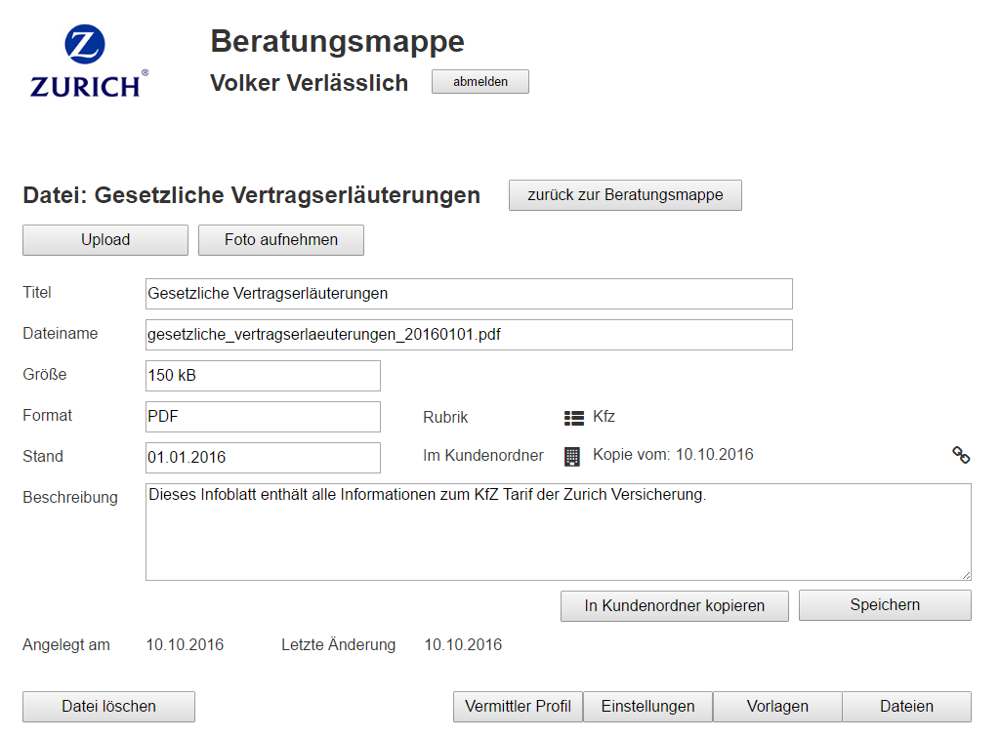 Z
ZURICH®
Beratungsmappe
Volker Verlässlich
abmelden
Datei: Gesetzliche Vertragserläuterungen
zurück zur Beratungsmappe
Upload
Foto aufnehmen
Titel
Gesetzliche Vertragserläuterungen
Dateiname
gesetzliche_vertragserlaeuterungen_20160101.pdf
Größe
150 kB
Format
PDF
Rubrik
Kfz
Stand
01.01.2016
Im Kundenordner
Kopie vom: 10.10.2016
Beschreibung
Dieses Infoblatt enthält alle Informationen zum KfZ Tarif der Zurich Versicherung.
In Kundenordner kopieren
Speichern
Angelegt am
10.10.2016
Letzte Änderung
10.10.2016
Datei löschen
Vermittler Profil
Einstellungen
Vorlagen
Dateien